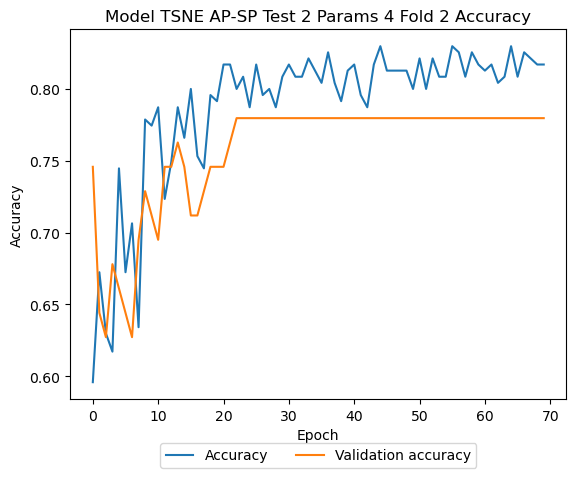 Model TSNE AP-SP Test 2 Params 4 Fold 2 Accuracy
Accuracy
0.80
0.75
0.70
0.65
0.60
0 10 20 30 40 50 60 70
Epoch
Accuracy Validation accuracy